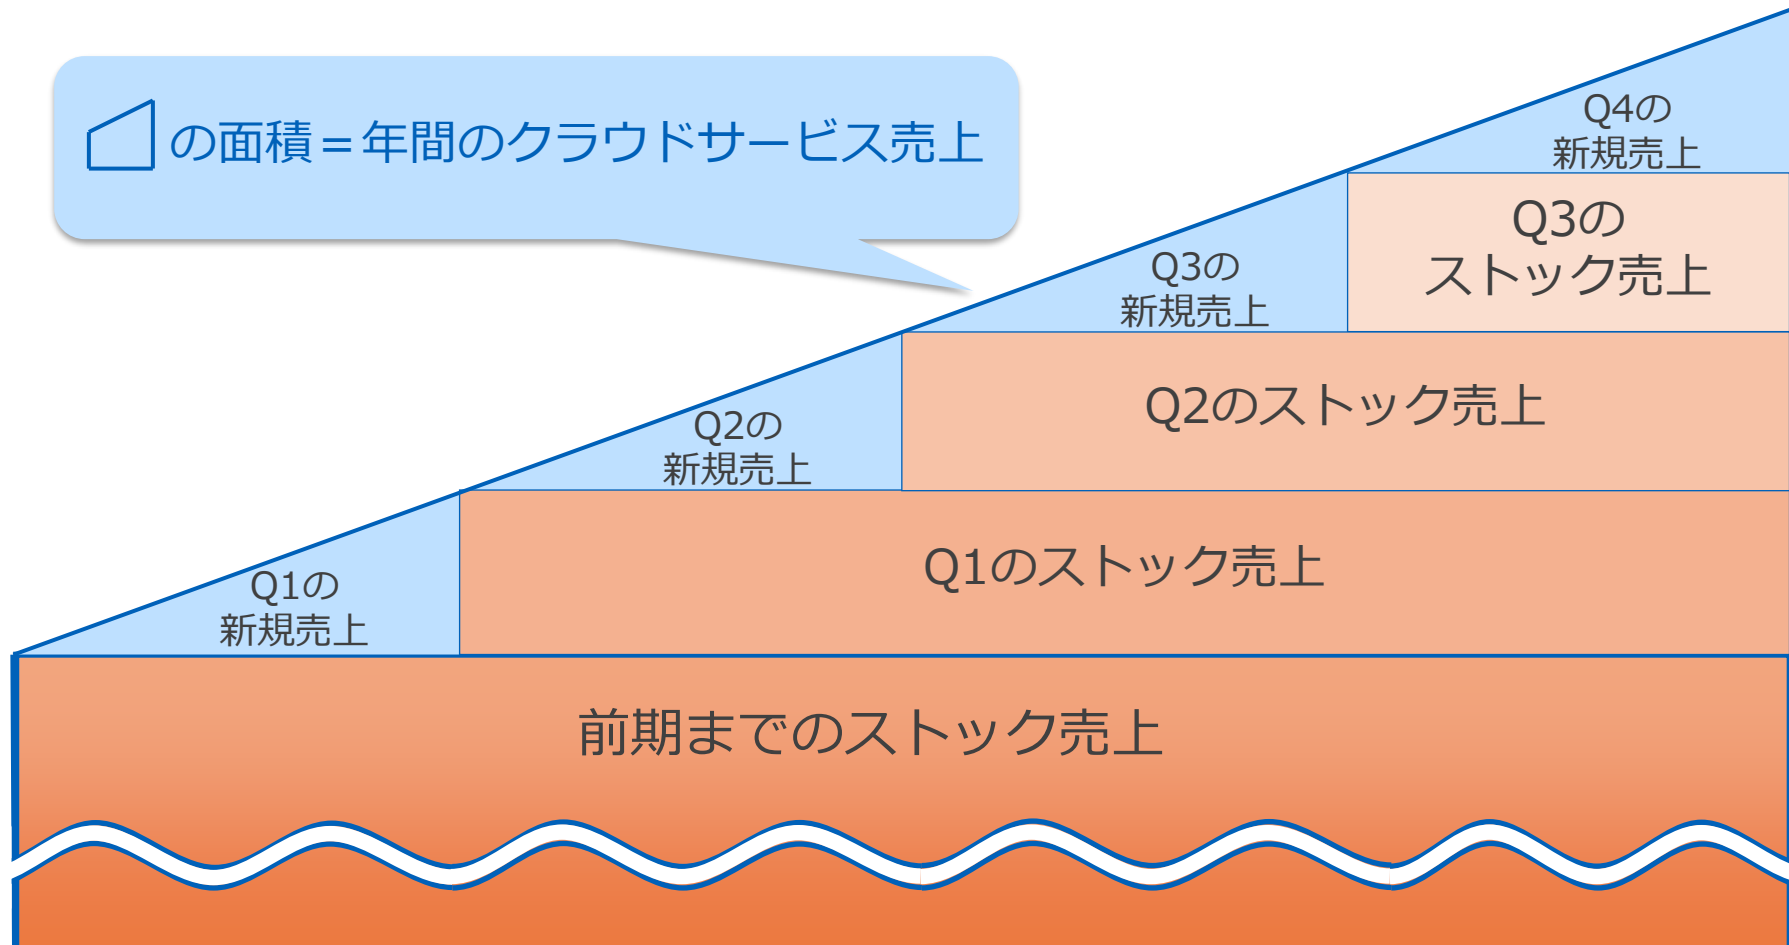 の面積＝年間のクラウドサービス売上
Q4の
新規売上
Q3の
ストック売上
Q3の
新規売上
Q2のストック売上
Q2の
新規売上
Q1のストック売上
Q1の
新規売上
前期までのストック売上